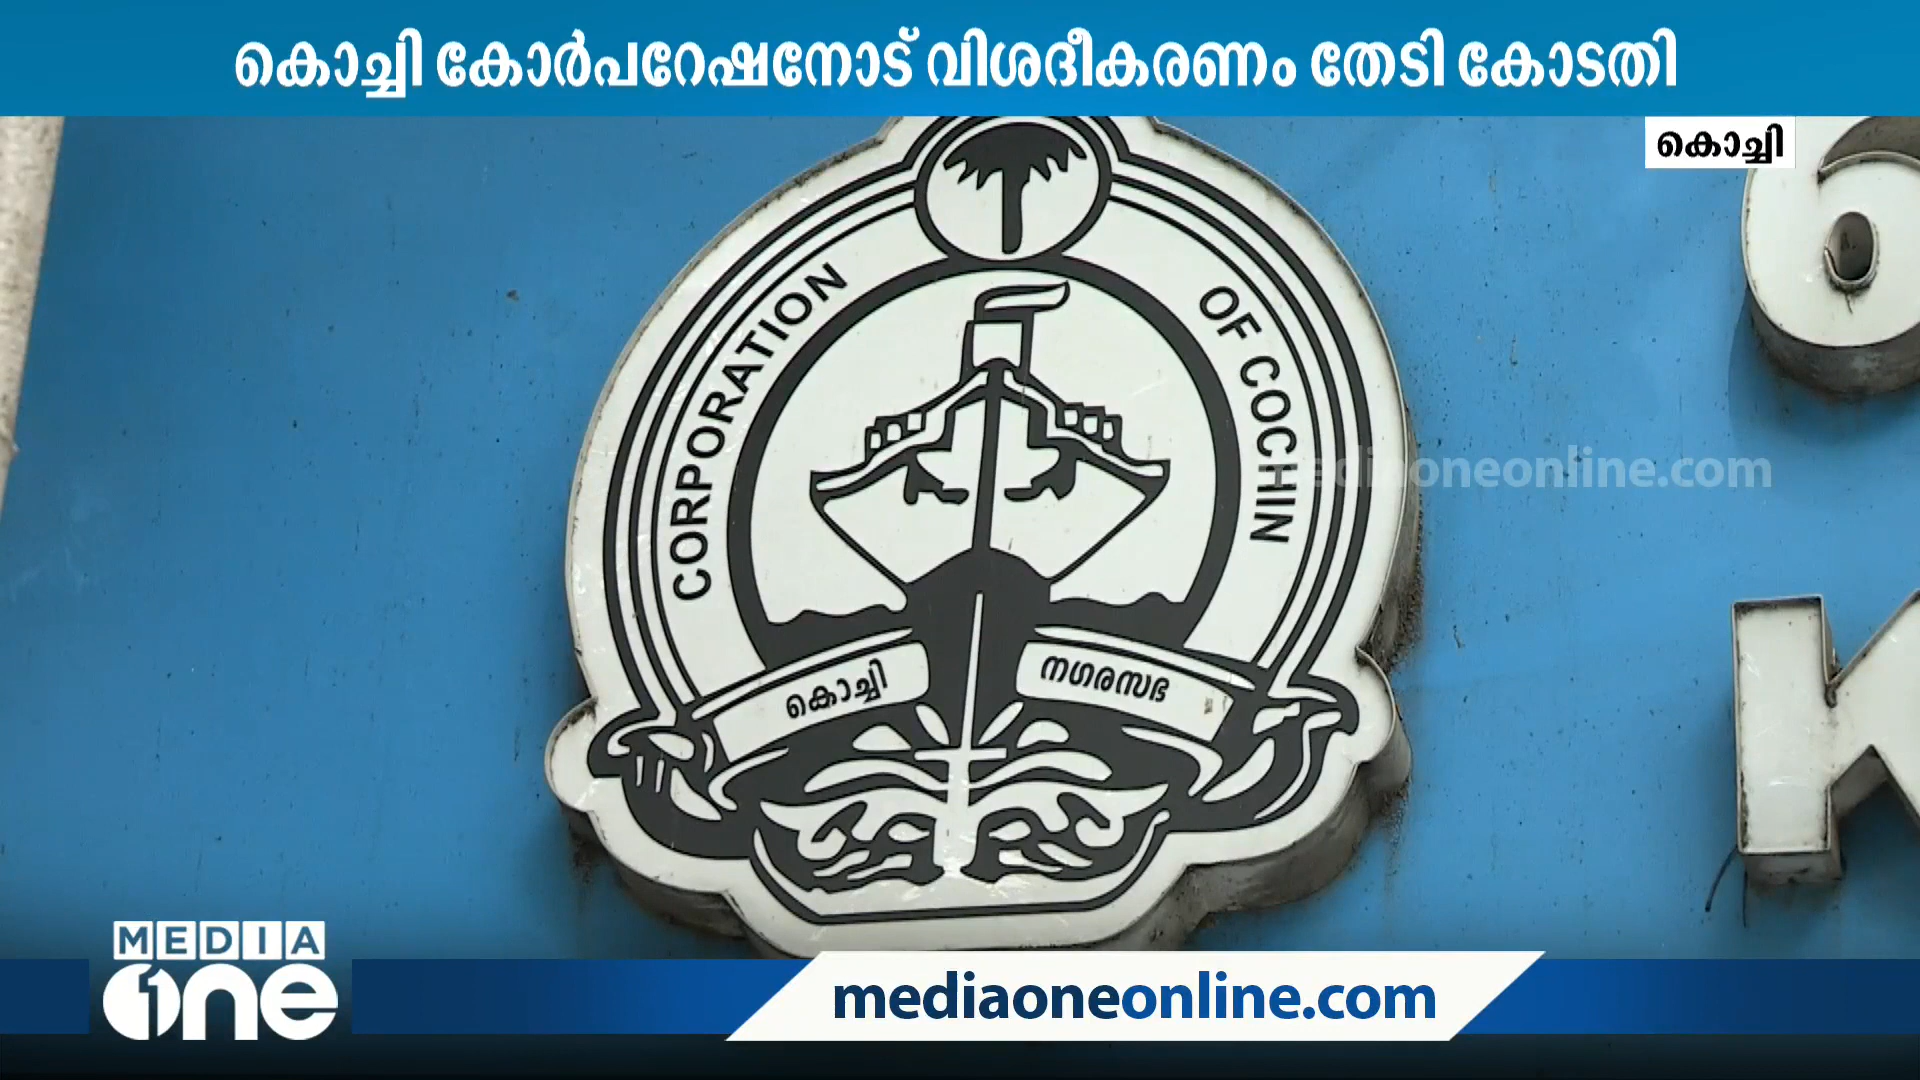 കൊച്ചി കോർപറേഷനോട് വിശദീകരണം തേടി കോടതി
കൊച്ചി
CORPORATION OF COCHIN
mediaoneonline.com
കൊച്ചി നഗരസഭ
K
MEDIA
one
mediaoneonline.com